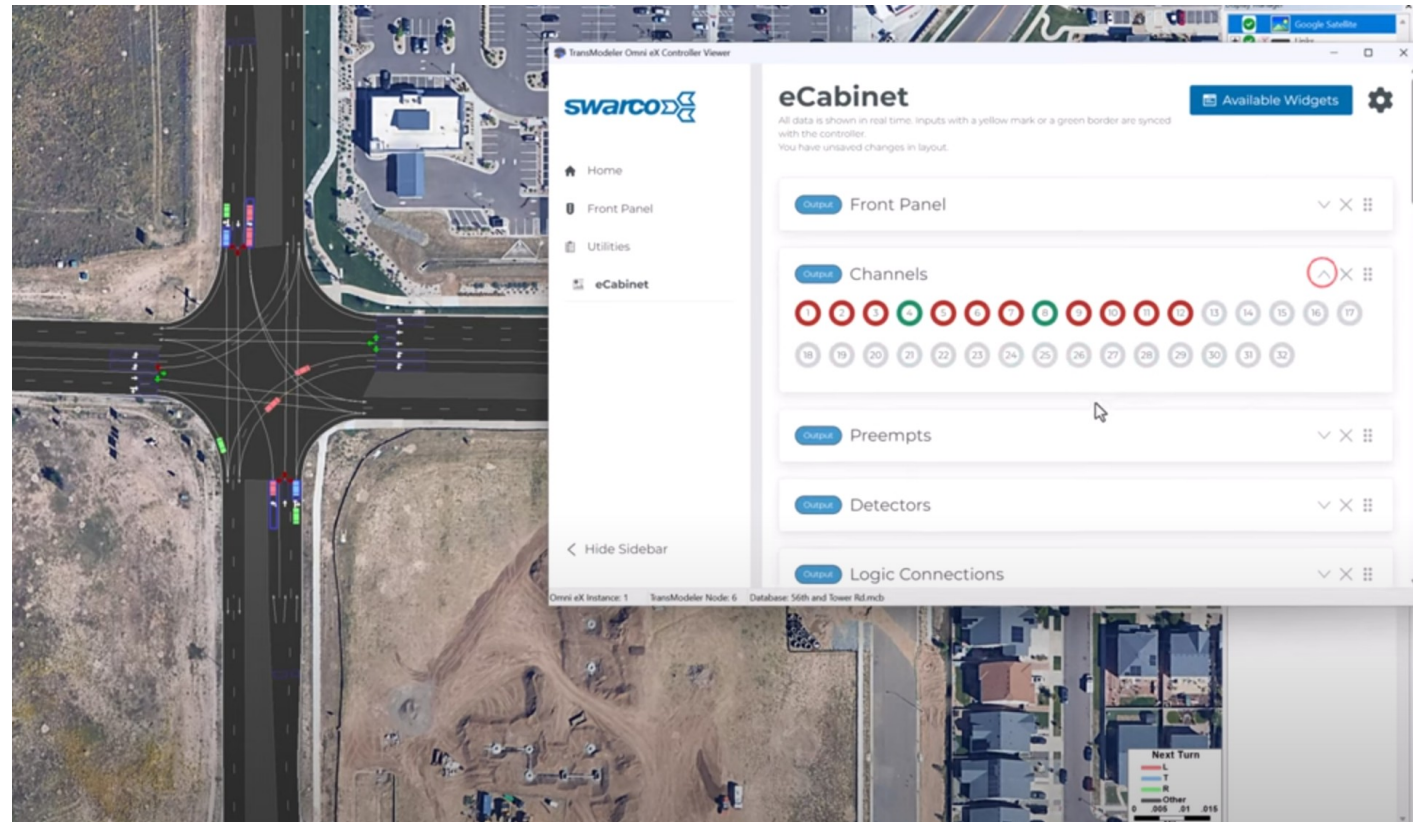 Google Satellite
Links
TransModeler Omni eX Controller Viewer
swarco
Home
Front Panel
Utilities
eCabinet
Hide Sidebar
eCabinet
All data is shown in real time. Inputs with a yellow mark or a green border are synced
with the controller.
You have unsaved changes in layout.
Available Widgets
Output Front Panel
Output Channels
1 2 3 4 5 6 7 8 9 10 11 12 13 14 15 16 17
18 19 20 21 22 23 24 25 26 27 28 29 30 31 32
Output Preempts
Output Detectors
Output Logic Connections
Omni eX Instance: 1 TransModeler Node: 6 Database: 56th and Tower Rd.mcb
Next Turn
L
T
R
Other
0 .005 .01 .015